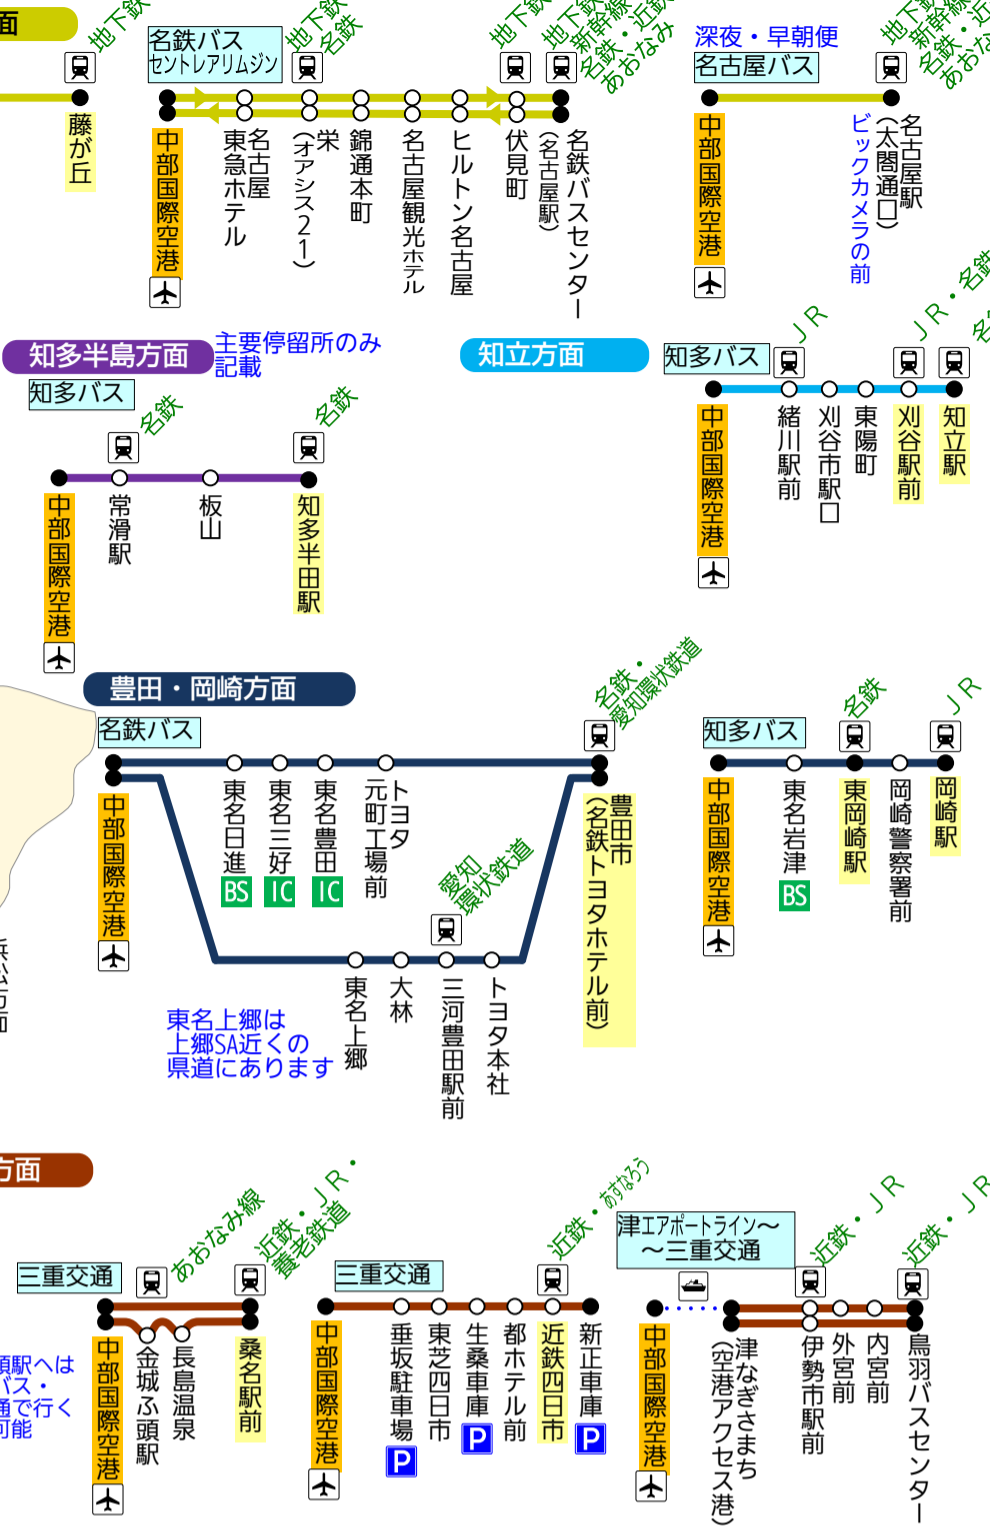 面
地下鉄
藤が丘
名鉄バス
セントレアリムジン
地下鉄
名鉄
地下鉄
地下鉄
新幹線
名鉄・近鉄
あおなみ
中部国際空港
名古屋
東急ホテル
栄
(オアシス21)
錦通本町
名古屋観光ホテル
ヒルトン名古屋
伏見町
名鉄バスセンター
(名古屋駅)
深夜・早朝便
名古屋バス
地下鉄
新幹線
名鉄・近
あおな
中部国際空港
名古屋駅
(太閤通口)
ビックカメラの前
知多半島方面
主要停留所のみ
記載
知多バス
名鉄
名鉄
中部国際空港
常滑駅
板山
知多半田駅
知立方面
知多バス
JR
JR・名鉄
名
中部国際空港
緒川駅前
刈谷市駅口
東陽町
刈谷駅前
知立駅
豊田・岡崎方面
名鉄バス
名鉄・
愛知環状鉄道
中部国際空港
東名日進
BS
東名三好
IC
東名豊田
IC
トヨタ
元町工場前
豊田市
(名鉄トヨタホテル前)
愛知
環状鉄道
東名上郷
大林
三河豊田駅前
トヨタ本社
東名上郷は
上郷SA近くの
県道にあります
知多バス
名鉄
JR
中部国際空港
東名岩津
BS
東岡崎駅
岡崎警察署前
岡崎駅
浜松方面
方面
三重交通
あおなみ線
近鉄・JR・
養老鉄道
中部国際空港
金城ふ頭駅
長島温泉
桑名駅前
頭駅へは
バス・
通で行く
可能
三重交通
近鉄・あすなろう
中部国際空港
垂坂駐車場
P
東芝四日市
生桑車庫
P
都ホテル前
近鉄四日市
新正車庫
P
津エアポートライン〜
〜三重交通
近鉄・JR
近鉄・JR
中部国際空港
津なぎさまち
(空港アクセス港)
伊勢市駅前
外宮前
内宮前
鳥羽バスセンター